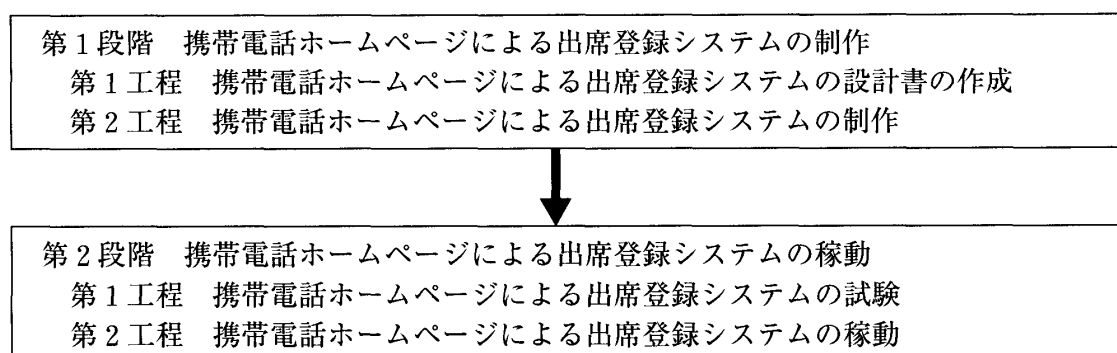 第1段階　携帯電話ホームページによる出席登録システムの制作
第1工程　携帯電話ホームページによる出席登録システムの設計書の作成
第2工程　携帯電話ホームページによる出席登録システムの制作
第2段階　携帯電話ホームページによる出席登録システムの稼動
第1工程　携帯電話ホームページによる出席登録システムの試験
第2工程　携帯電話ホームページによる出席登録システムの稼動